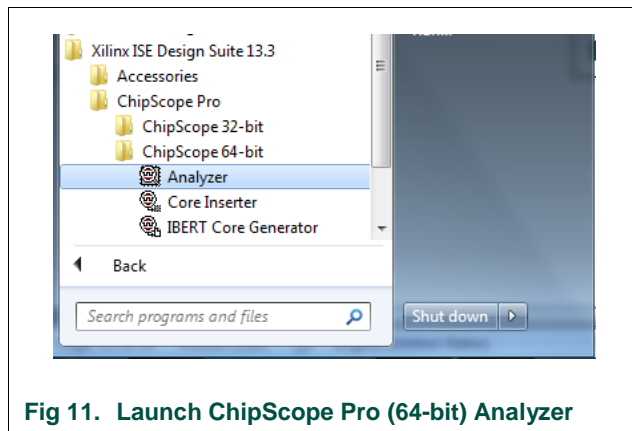 Xilinx ISE Design Suite 13.3
Accessories
ChipScope Pro
ChipScope 32-bit
ChipScope 64-bit
Analyzer
Core Inserter
IBERT Core Generator
Back
Search programs and files
Shut down
Fig 11. Launch ChipScope Pro (64-bit) Analyzer